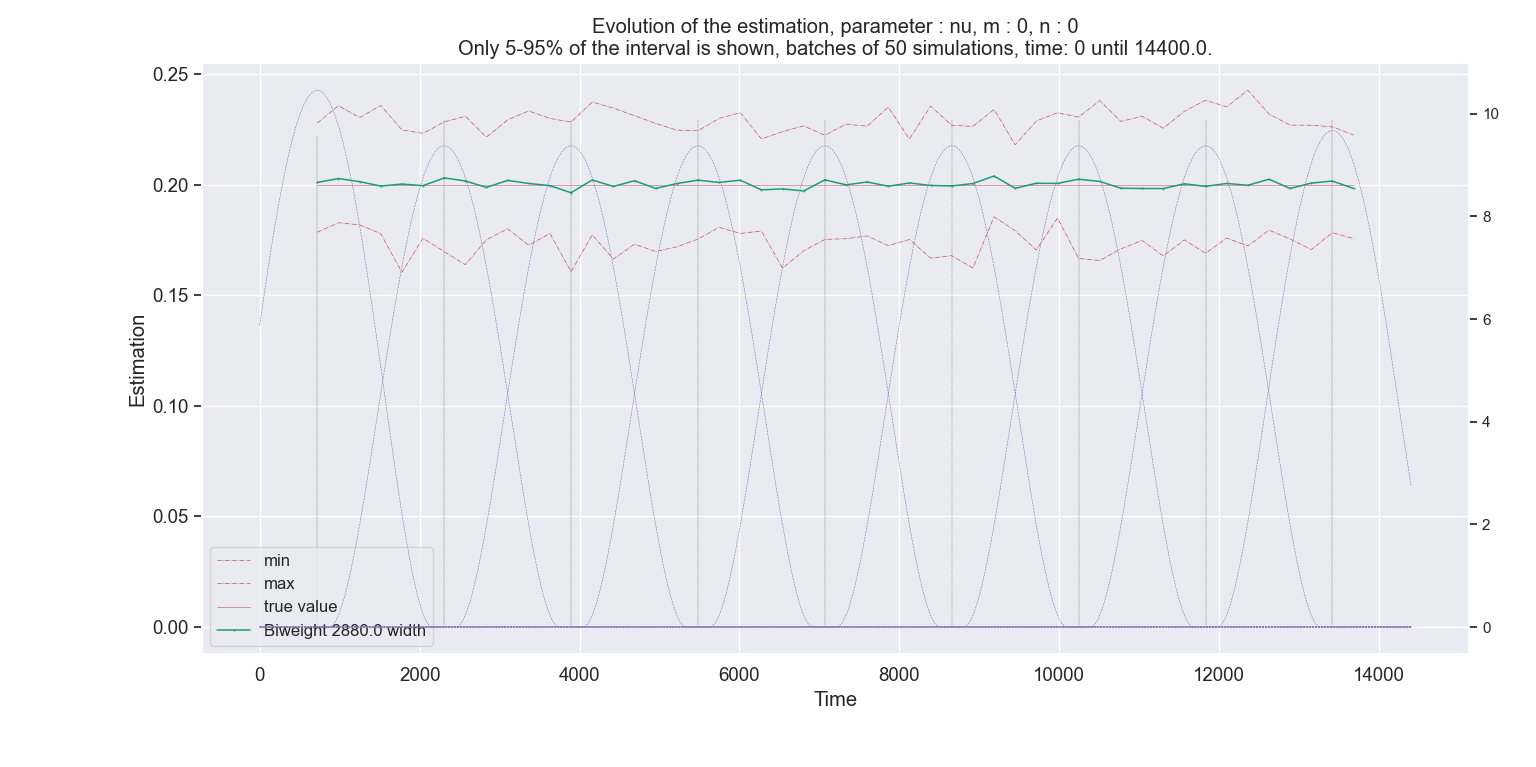 Evolution of the estimation, parameter : nu, m : 0, n : 0
Only 5-95% of the interval is shown, batches of 50 simulations, time: 0 until 14400.0.
0.25
0.20
0.15
0.10
0.05
0.00
Estimation
10
8
6
4
2
0
min
max
true value
Biweight 2880.0 width
0
2000
4000
6000
8000
10000
12000
14000
Time